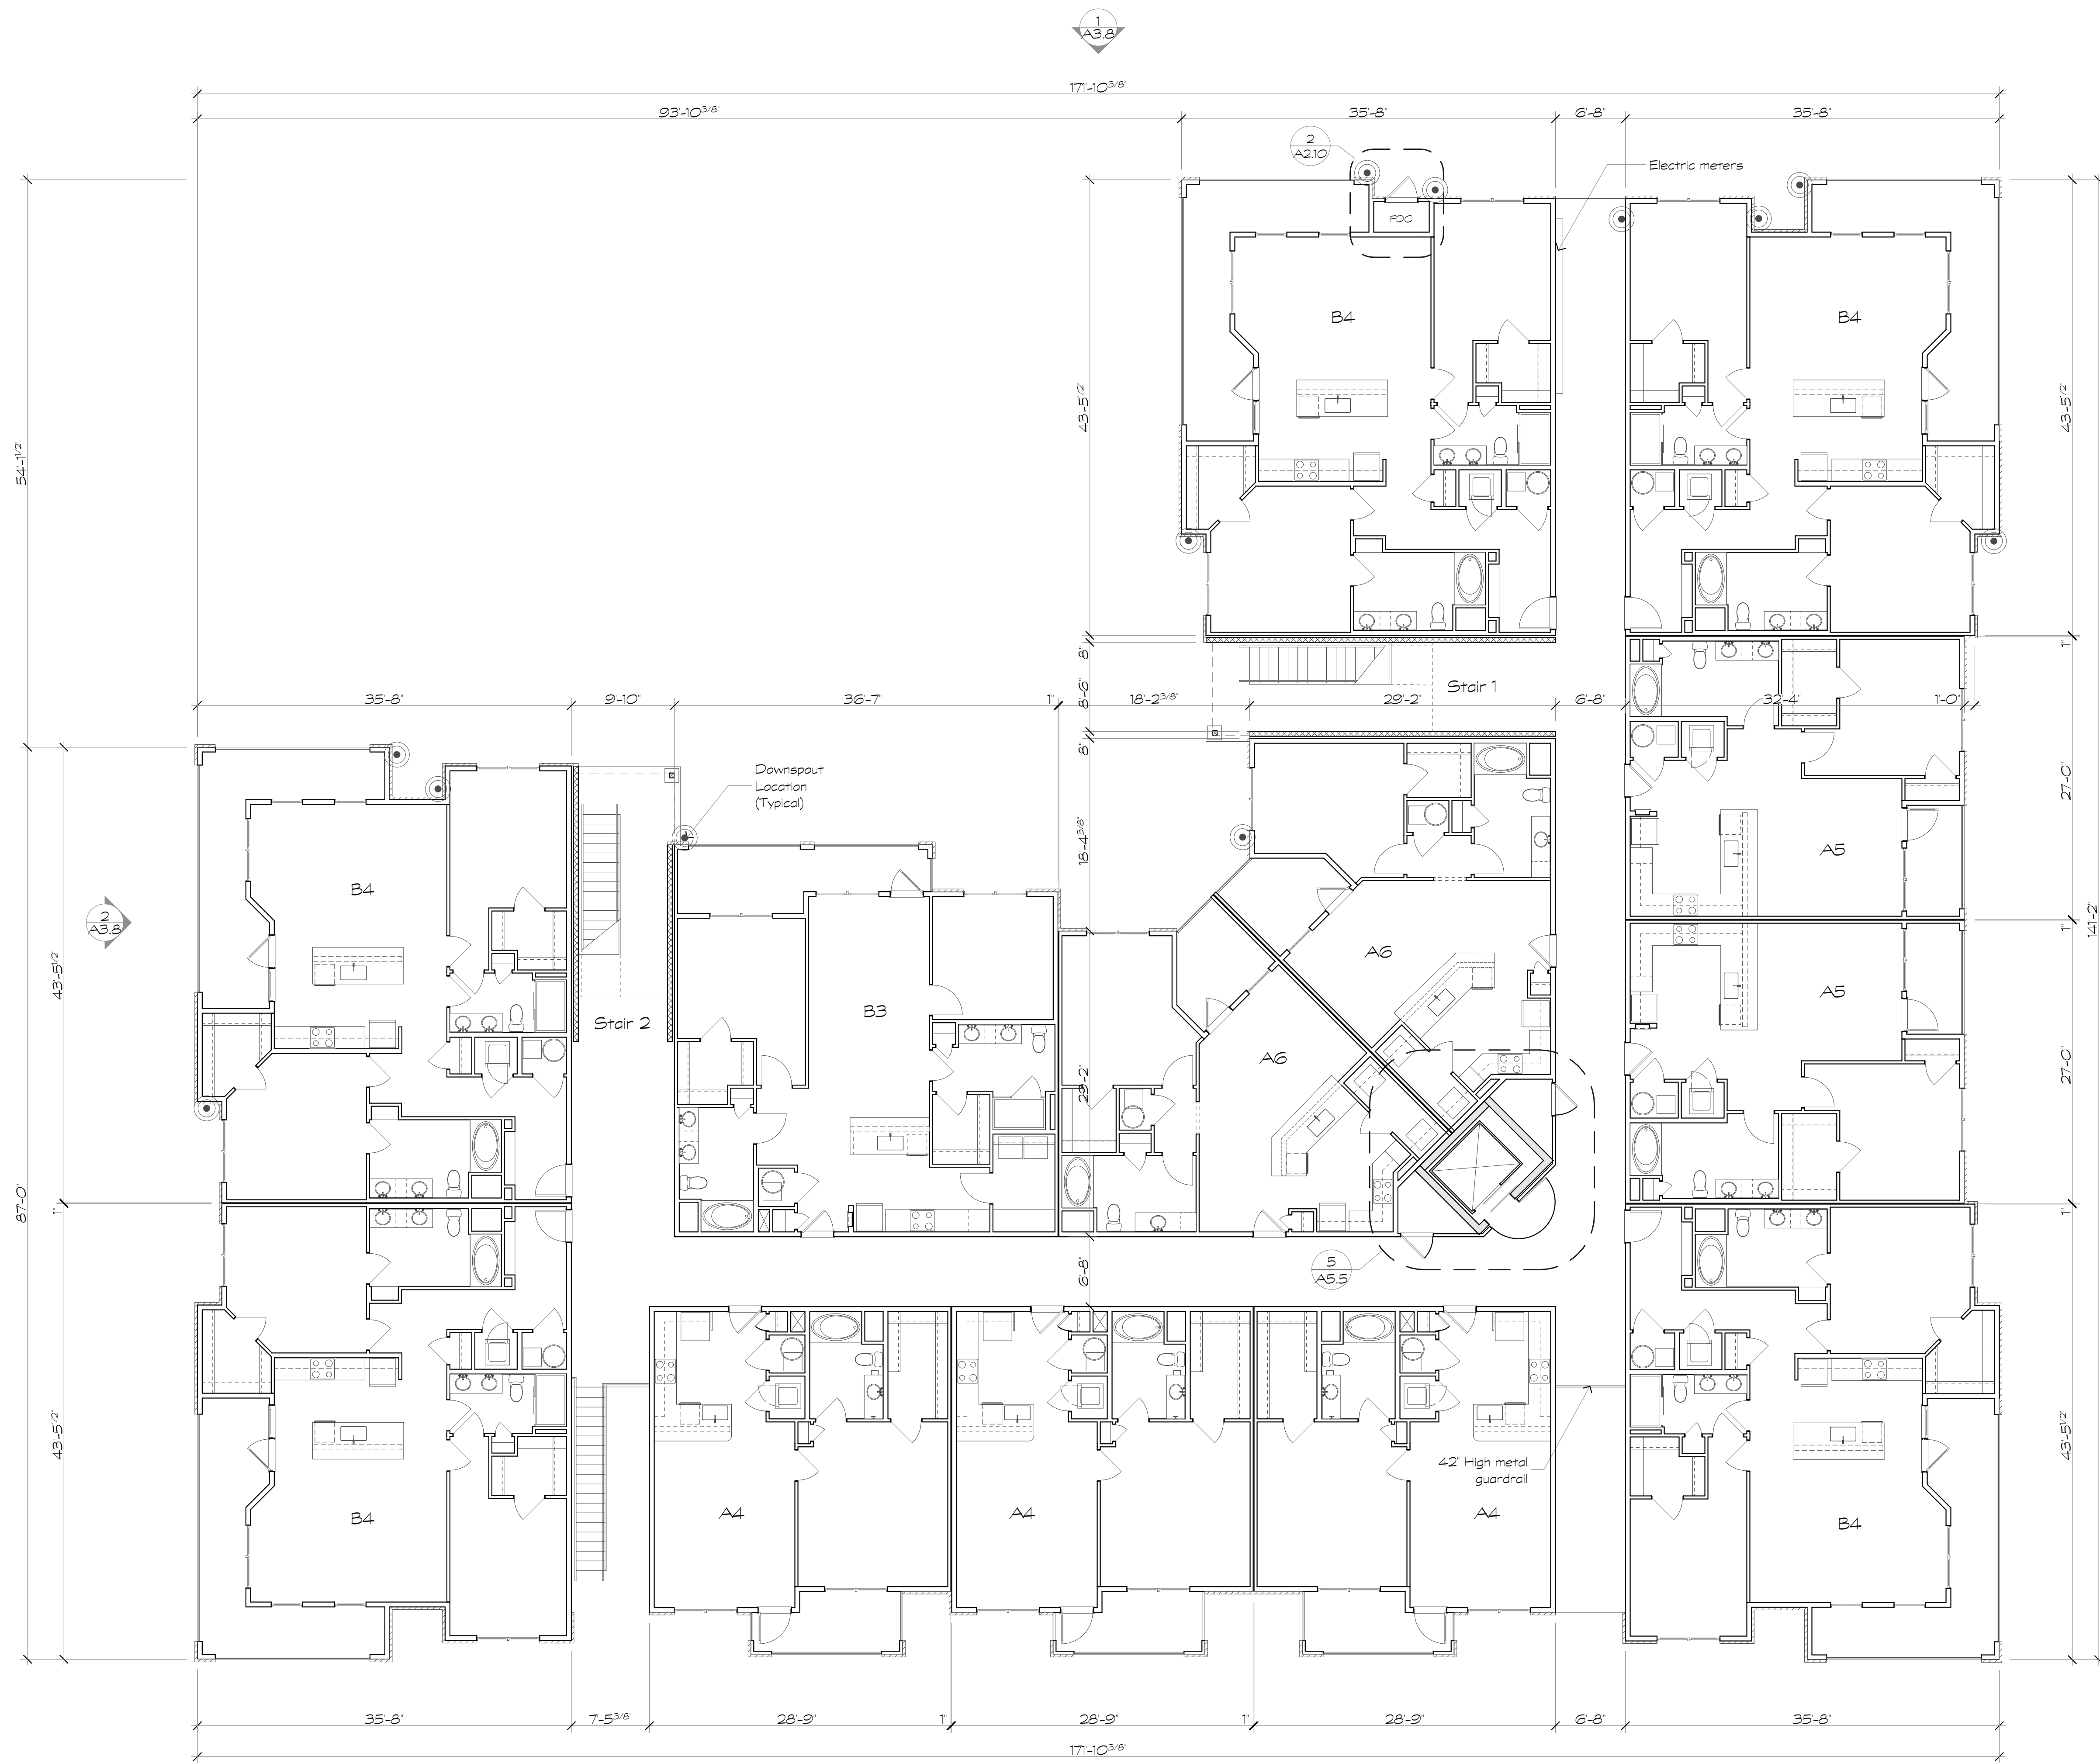 1
A3.8
171'-10 3/8"
93'-10 3/8"
35'-8"
6'-8"
35'-8"
2
A2.10
Electric meters
FDC
B4
B4
54'-1 1/2"
43'-5 1/2"
43'-5 1/2"
8"
1"
8'-6"
Stair 1
35'-8"
9'-10"
36'-7"
1"
18'-2 3/8"
29'-2"
6'-8"
32'-4"
1'-0"
8"
Downspout
Location
(Typical)
27'-0"
18'-4 3/8"
A5
B4
2
A3.8
1"
141'-2"
A6
43'-5 1/2"
A5
B3
Stair 2
A6
27'-0"
29'-2"
87'-0"
1"
1"
6'-8"
5
A5.5
43'-5 1/2"
43'-5 1/2"
42" High metal
guardrail
B4
A4
A4
A4
B4
35'-8"
7'-5 3/8"
28'-9"
1"
28'-9"
1"
28'-9"
6'-8"
35'-8"
171'-10 3/8"